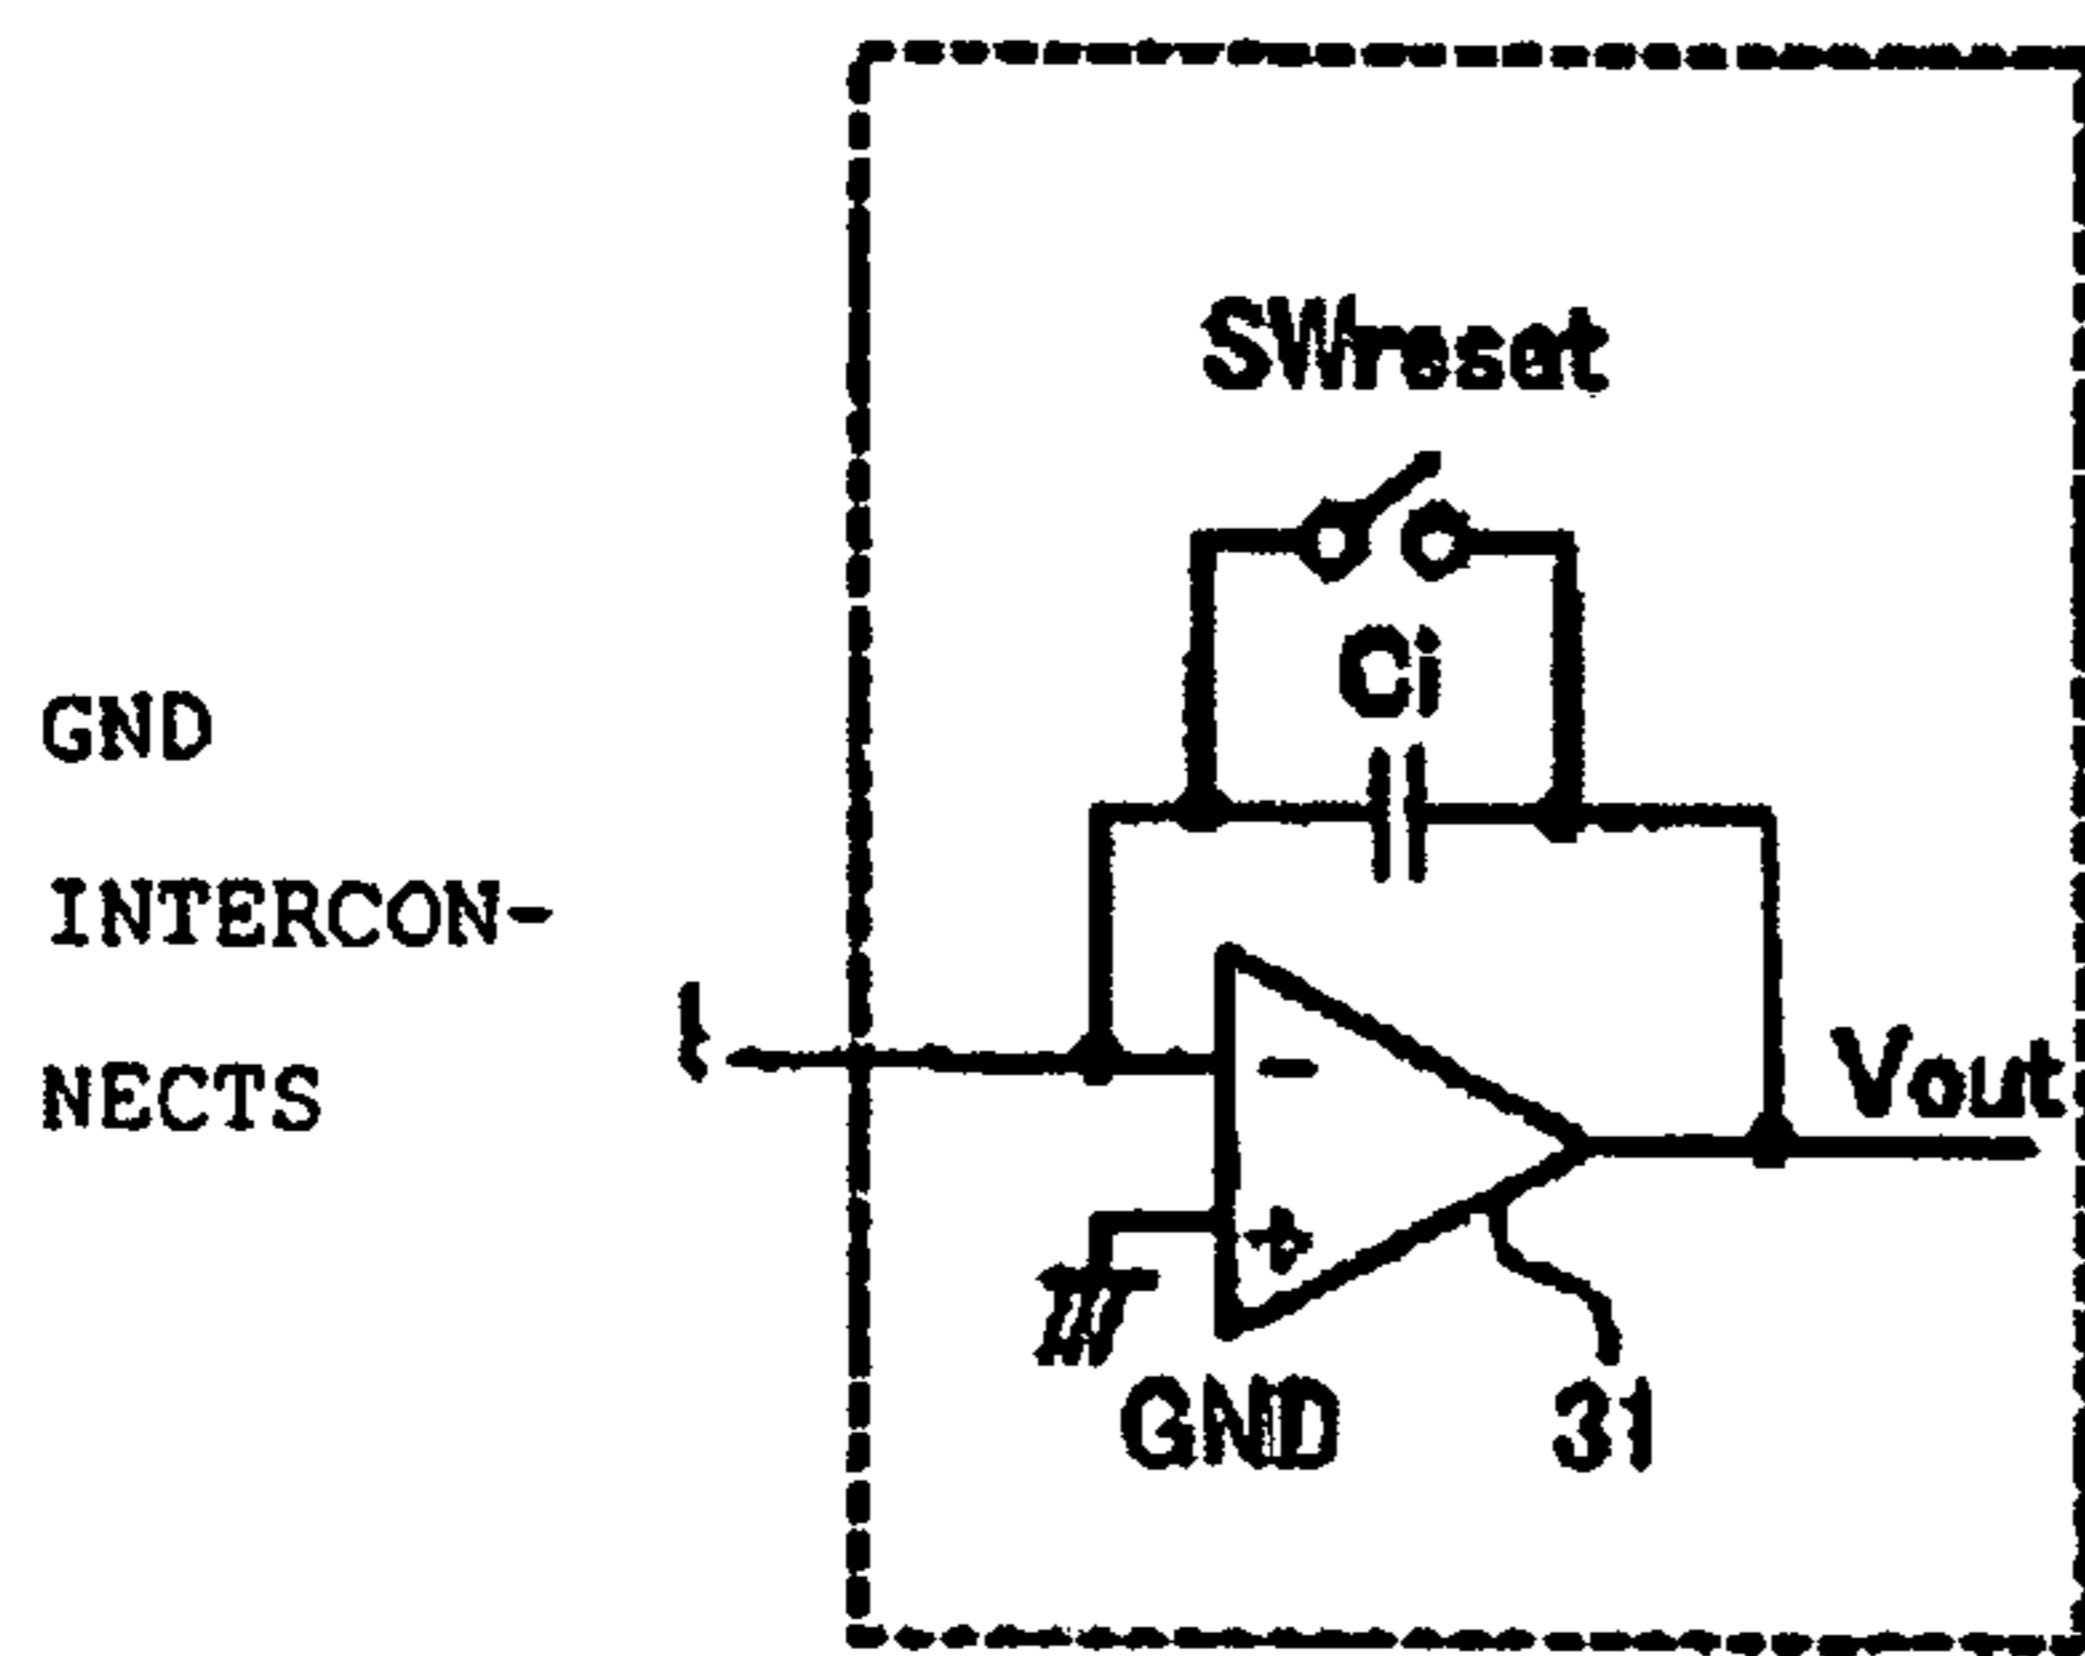 SWreset
Ci
GND
INTERCON-
NECTS
-
Vout
+
GND
31